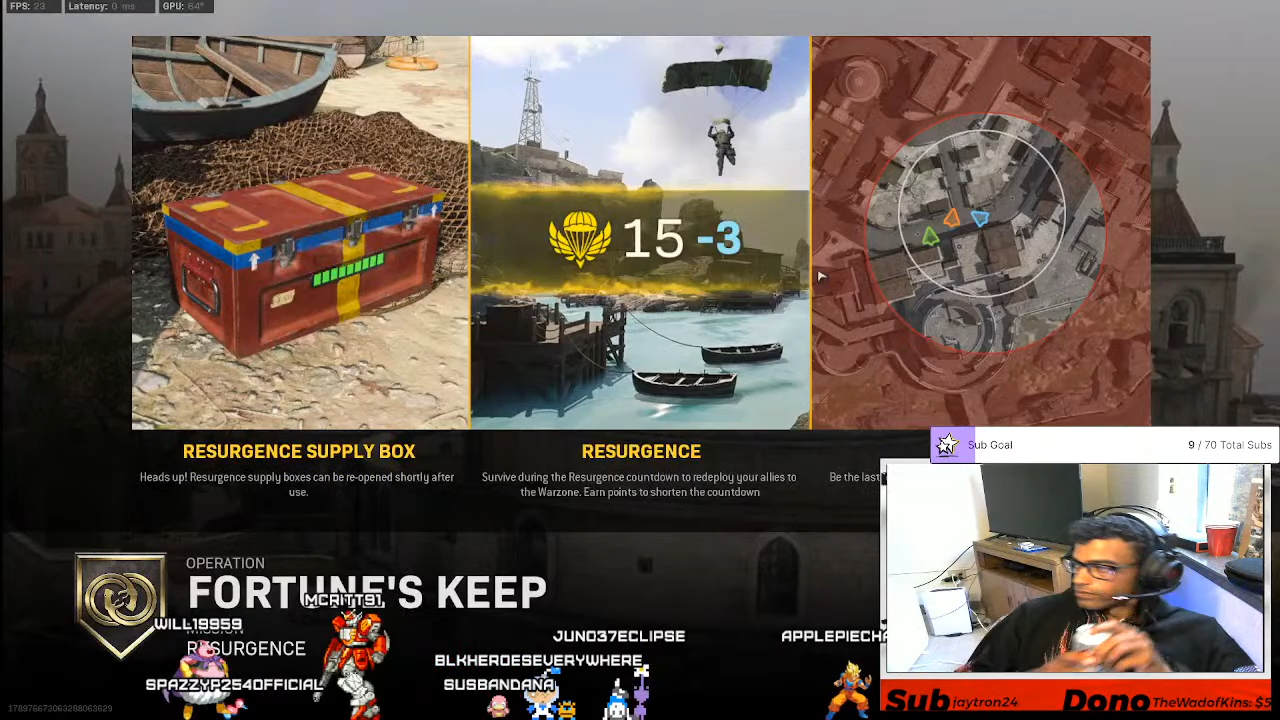 FPS: 23 Latency: 0 ms GPU: 64°
15 -3
RESURGENCE SUPPLY BOX
Heads up! Resurgence supply boxes can be re-opened shortly after
use.
RESURGENCE
Survive during the Resurgence countdown to redeploy your allies to
the Warzone. Earn points to shorten the countdown
Be the last
Sub Goal 9 / 70 Total Subs
OPERATION
FORTUNE'S KEEP
MCRITT91
WILL19959
MISSION
RESURGENCE
JUNO37ECLIPSE
APPLEPIECHA
BLKHEROESEVERYWHERE
SPAZZYP254OFFICIAL
SUSBANDANA
Sub jaytron24 Dono TheWadofKins: $5